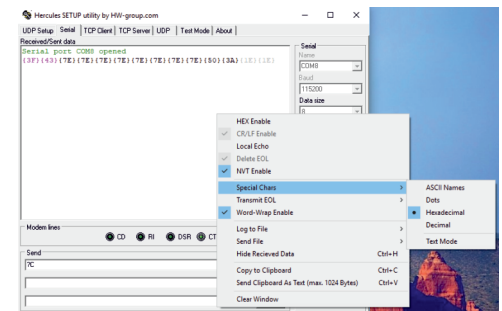 Hercules SETUP utility by HW-group.com
UDP Setup Serial TCP Client TCP Server UDP Test Mode About
Received/Sent data
Serial port COM8 opened
{3F}{43}{7E}{7E}{7E}{7E}{7E}{7E}{7E}{7E}{50}{3A}{1E}{1E}
Serial
Name
COM8
Baud
115200
Data size
8
HEX Enable
CR/LF Enable
Local Echo
Delete EOL
NVT Enable
Special Chars
Transmit EOL
Word-Wrap Enable
Log to File
Send File
Hide Recieved Data Ctrl+H
Copy to Clipboard Ctrl+C
Send Clipboard As Text (max. 1024 Bytes) Ctrl+V
Clear Window
ASCII Names
Dots
Hexadecimal
Decimal
Text Mode
Modem lines
CD RI DSR CT
Send
?C